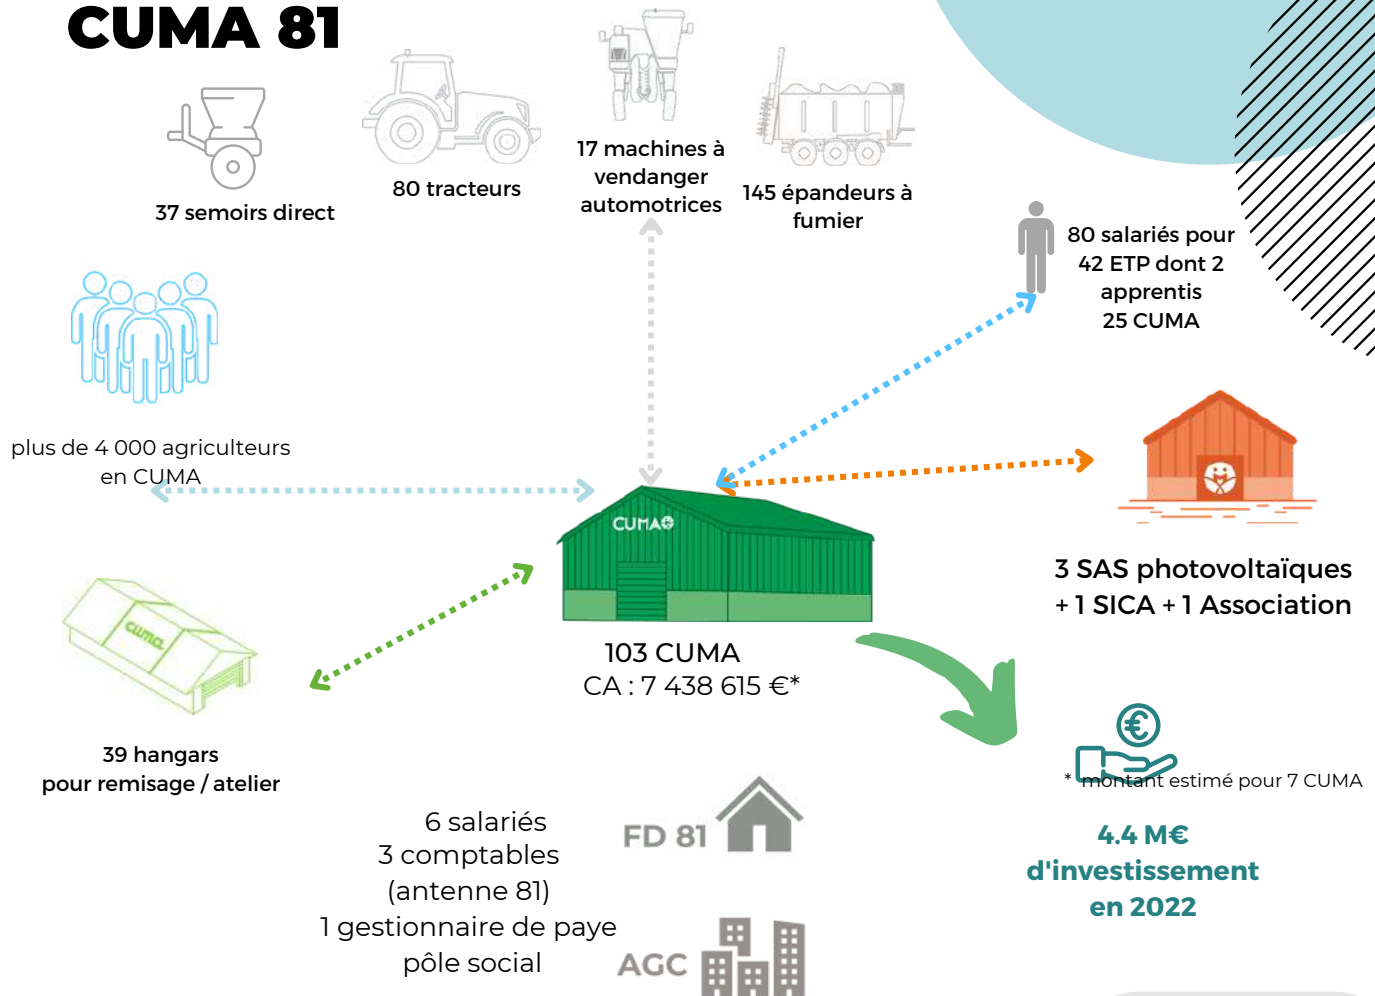 CUMA 81
37 semoirs direct
80 tracteurs
17 machines à
vendanger
automotrices
145 épandeurs à
fumier
80 salariés pour
42 ETP dont 2
apprentis
25 CUMA
plus de 4 000 agriculteurs
en CUMA
CUMA
3 SAS photovoltaïques
+ 1 SICA + 1 Association
cuma
103 CUMA
CA : 7 438 615 €*
39 hangars
pour remisage / atelier
€
* montant estimé pour 7 CUMA
4.4 M€
d'investissement
en 2022
6 salariés
3 comptables
(antenne 81)
1 gestionnaire de paye
pôle social
FD 81
AGC